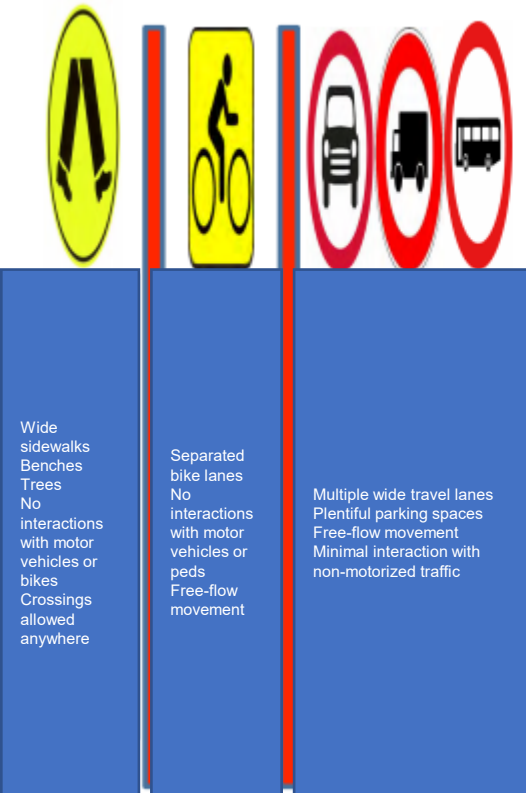 Wide
sidewalks
Benches
Trees
No
interactions
with motor
vehicles or
bikes
Crossings
allowed
anywhere
Separated
bike lanes
No
interactions
with motor
vehicles or
peds
Free-flow
movement
Multiple wide travel lanes
Plentiful parking spaces
Free-flow movement
Minimal interaction with
non-motorized traffic